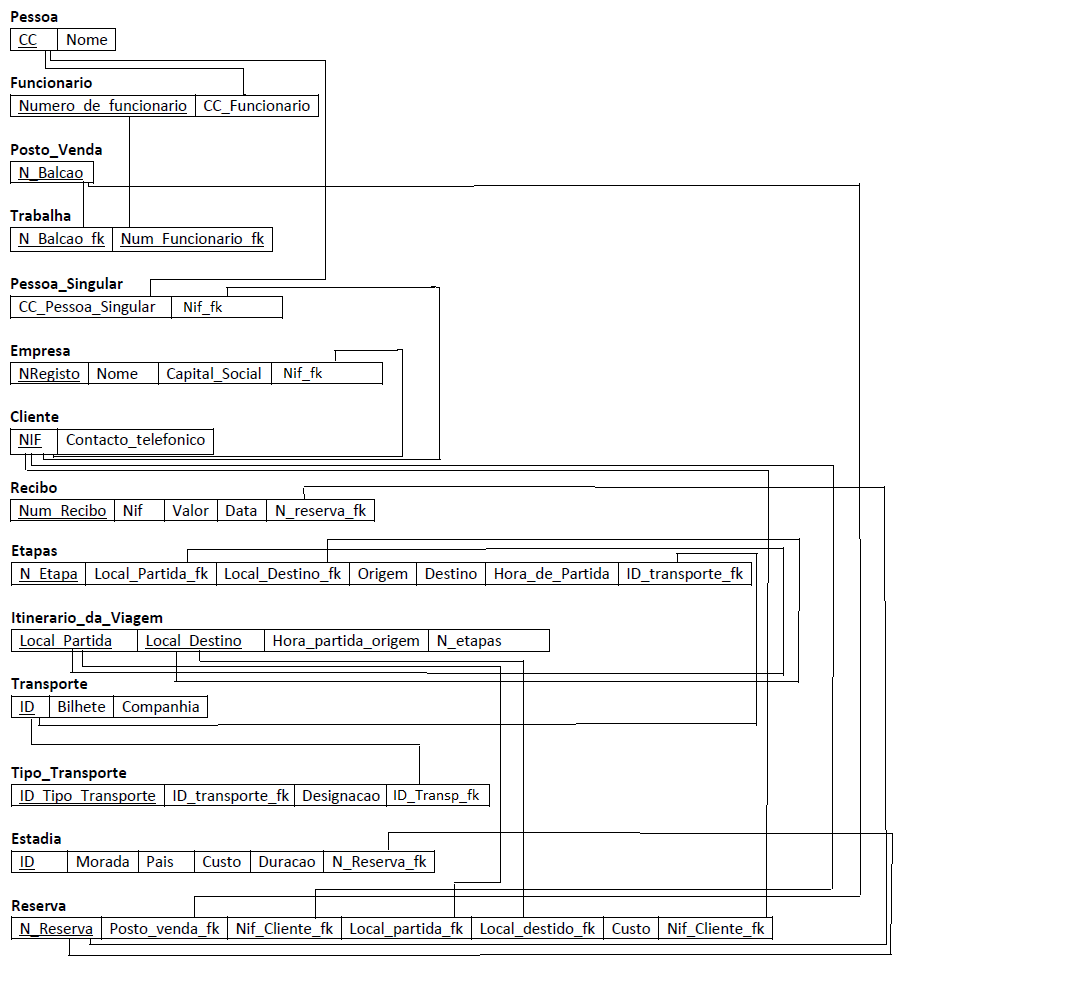 Pessoa
CC Nome
Funcionario
Numero_de_funcionario CC_Funcionario
Posto_Venda
N_Balcao
Trabalha
N_Balcao_fk Num_Funcionario_fk
Pessoa_Singular
CC_Pessoa_Singular Nif_fk
Empresa
NRegisto Nome Capital_Social Nif_fk
Cliente
NIF Contacto_telefonico
Recibo
Num_Recibo Nif Valor Data N_reserva_fk
Etapas
N_Etapa Local_Partida_fk Local_Destino_fk Origem Destino Hora_de_Partida ID_transporte_fk
Itinerario_da_Viagem
Local_Partida Local_Destino Hora_partida_origem N_etapas
Transporte
ID Bilhete Companhia
Tipo_Transporte
ID_Tipo_Transporte ID_transporte_fk Designacao ID_Transp_fk
Estadia
ID Morada Pais Custo Duracao N_Reserva_fk
Reserva
N_Reserva Posto_venda_fk Nif_Cliente_fk Local_partida_fk Local_destido_fk Custo Nif_Cliente_fk